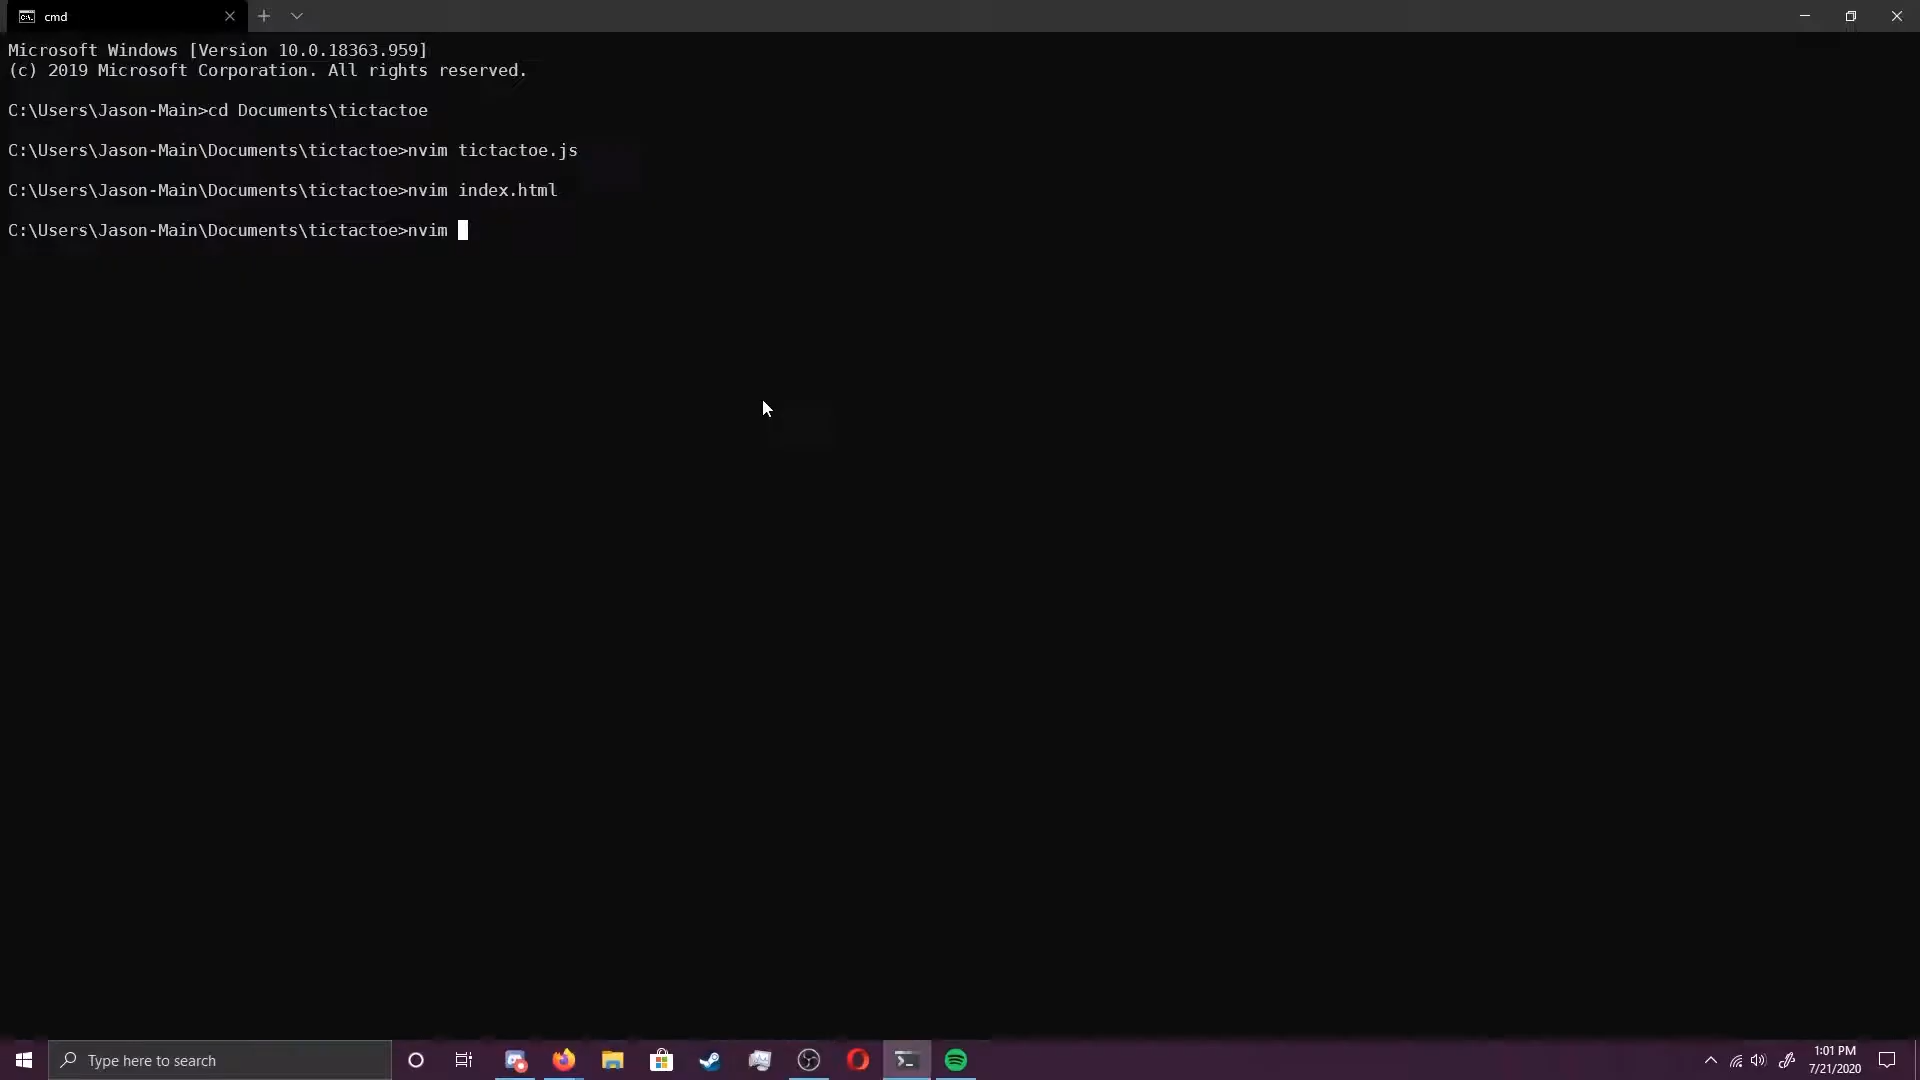 cmd
Microsoft Windows [Version 10.0.18363.959]
(c) 2019 Microsoft Corporation. All rights reserved.
C:\Users\Jason-Main>cd Documents\tictactoe
C:\Users\Jason-Main\Documents\tictactoe>nvim tictactoe.js
C:\Users\Jason-Main\Documents\tictactoe>nvim index.html
C:\Users\Jason-Main\Documents\tictactoe>nvim
Type here to search
1:01 PM
7/21/2020